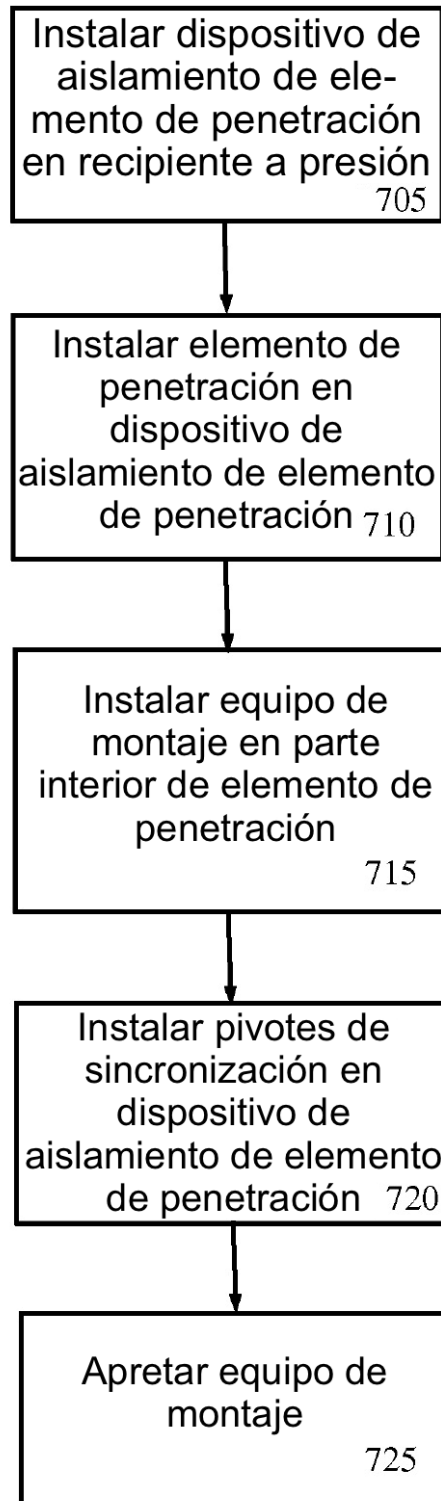 Instalar dispositivo de
aislamiento de ele-
mento de penetración
en recipiente a presión
705
Instalar elemento de
penetración en
dispositivo de
aislamiento de elemento
de penetración 710
Instalar equipo de
montaje en parte
interior de elemento de
penetración
715
Instalar pivotes de
sincronización en
dispositivo de
aislamiento de elemento
de penetración 720
Apretar equipo de
montaje
725